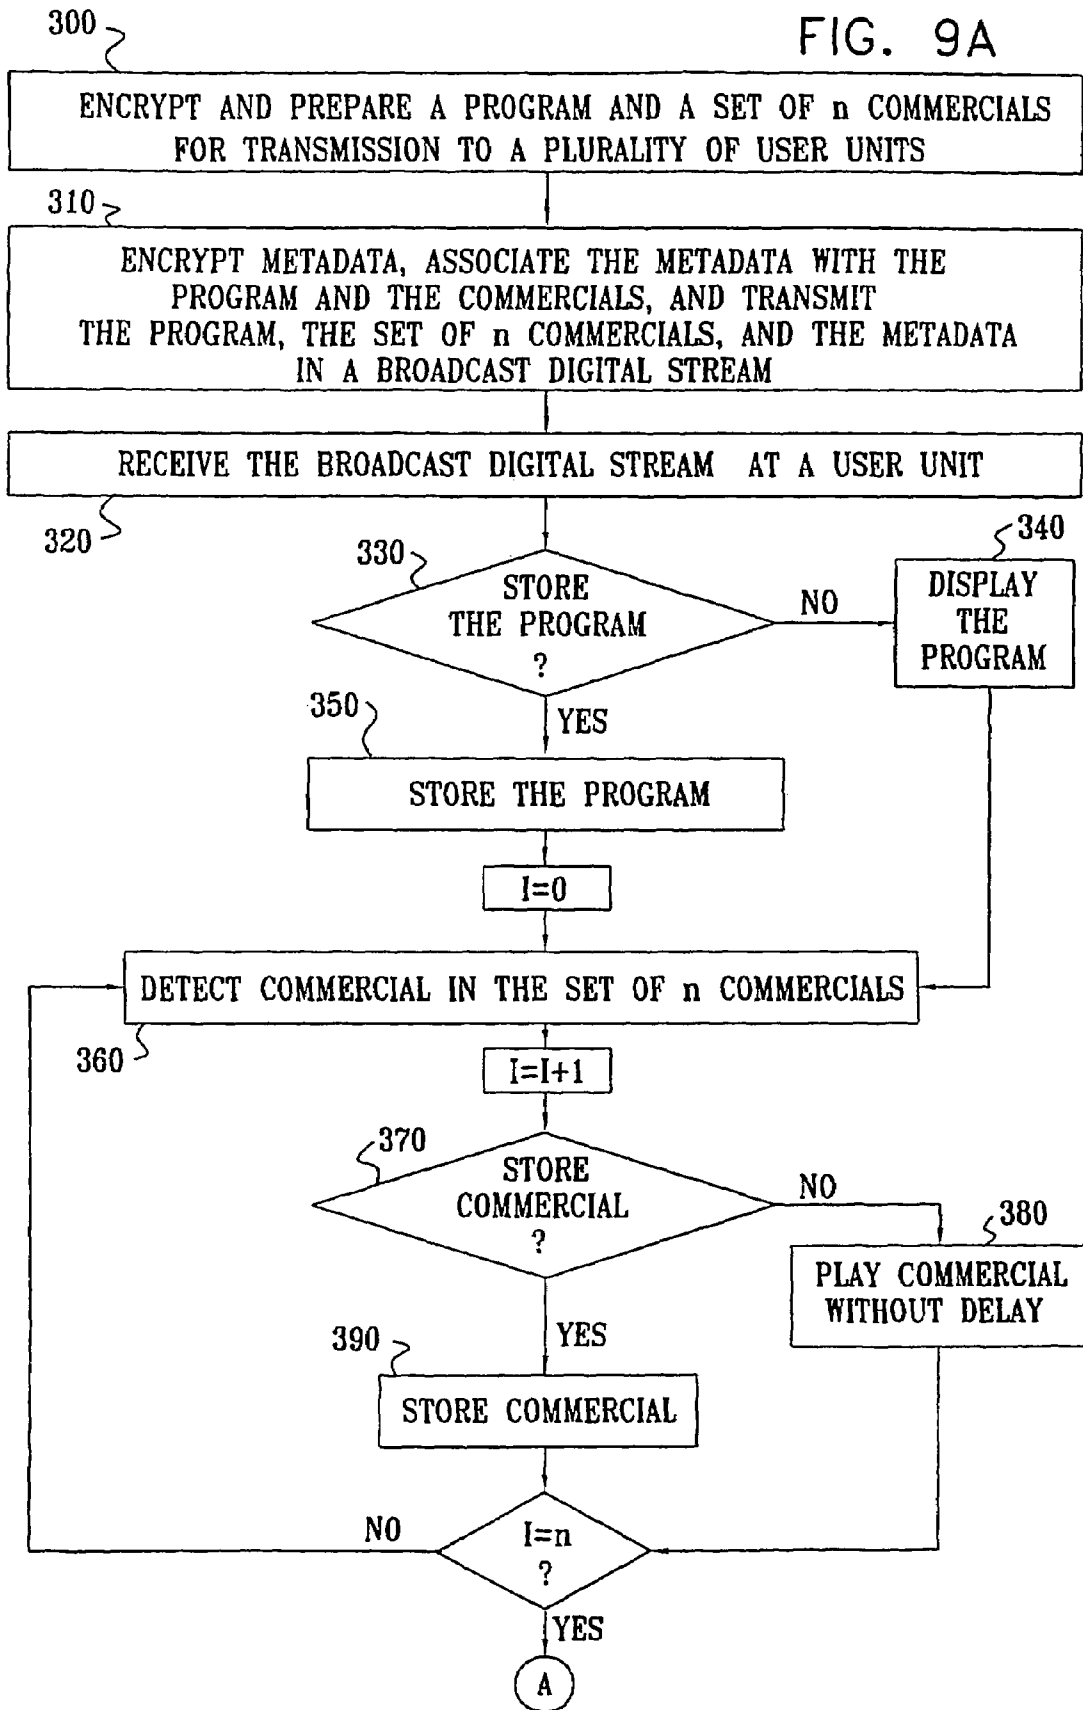 300
FIG. 9A
ENCRYPT AND PREPARE A PROGRAM AND A SET OF n COMMERCIALS
FOR TRANSMISSION TO A PLURALITY OF USER UNITS
310
ENCRYPT METADATA, ASSOCIATE THE METADATA WITH THE
PROGRAM AND THE COMMERCIALS, AND TRANSMIT
THE PROGRAM, THE SET OF n COMMERCIALS, AND THE METADATA
IN A BROADCAST DIGITAL STREAM
RECEIVE THE BROADCAST DIGITAL STREAM AT A USER UNIT
320
330
STORE
THE PROGRAM
?
NO
340
DISPLAY
THE
PROGRAM
YES
350
STORE THE PROGRAM
I=0
DETECT COMMERCIAL IN THE SET OF n COMMERCIALS
360
I=I+1
370
STORE
COMMERCIAL
?
NO
380
PLAY COMMERCIAL
WITHOUT DELAY
YES
390
STORE COMMERCIAL
NO
I=n
?
YES
A